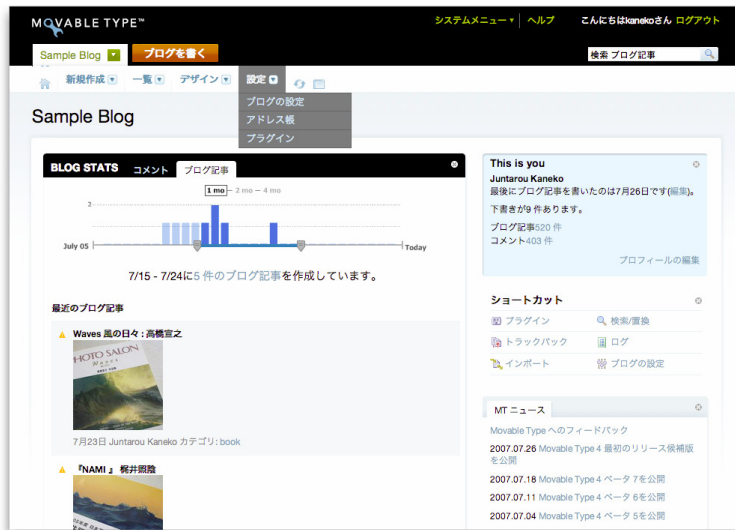 MOVABLE TYPE™
システムメニュー ヘルプ こんにちはkanekoさん ログアウト
Sample Blog ブログを書く
検索 ブログ記事
新規作成 一覧 デザイン 設定
ブログの設定
アドレス帳
プラグイン
Sample Blog
BLOG STATS コメント ブログ記事
1 mo – 2 mo – 4 mo
2
July 05 Today
7/15 - 7/24に5 件のブログ記事を作成しています。
最近のブログ記事
Waves 風の日々 : 高橋宣之
PHOTO SALON
Waves
7月23日 Juntarou Kaneko カテゴリ: book
『NAMI 』 梶井照陰
This is you
Juntarou Kaneko
最後にブログ記事を書いたのは7月26日です(編集)。
下書きが9 件あります。
ブログ記事520 件
コメント403 件
プロフィールの編集
ショートカット
プラグイン 検索/置換
トラックバック ログ
インポート ブログの設定
MT ニュース
Movable Type へのフィードバック
2007.07.26 Movable Type 4 最初のリリース候補版
を公開
2007.07.18 Movable Type 4 ベータ 7を公開
2007.07.11 Movable Type 4 ベータ 6を公開
2007.07.04 Movable Type 4 ベータ 5を公開